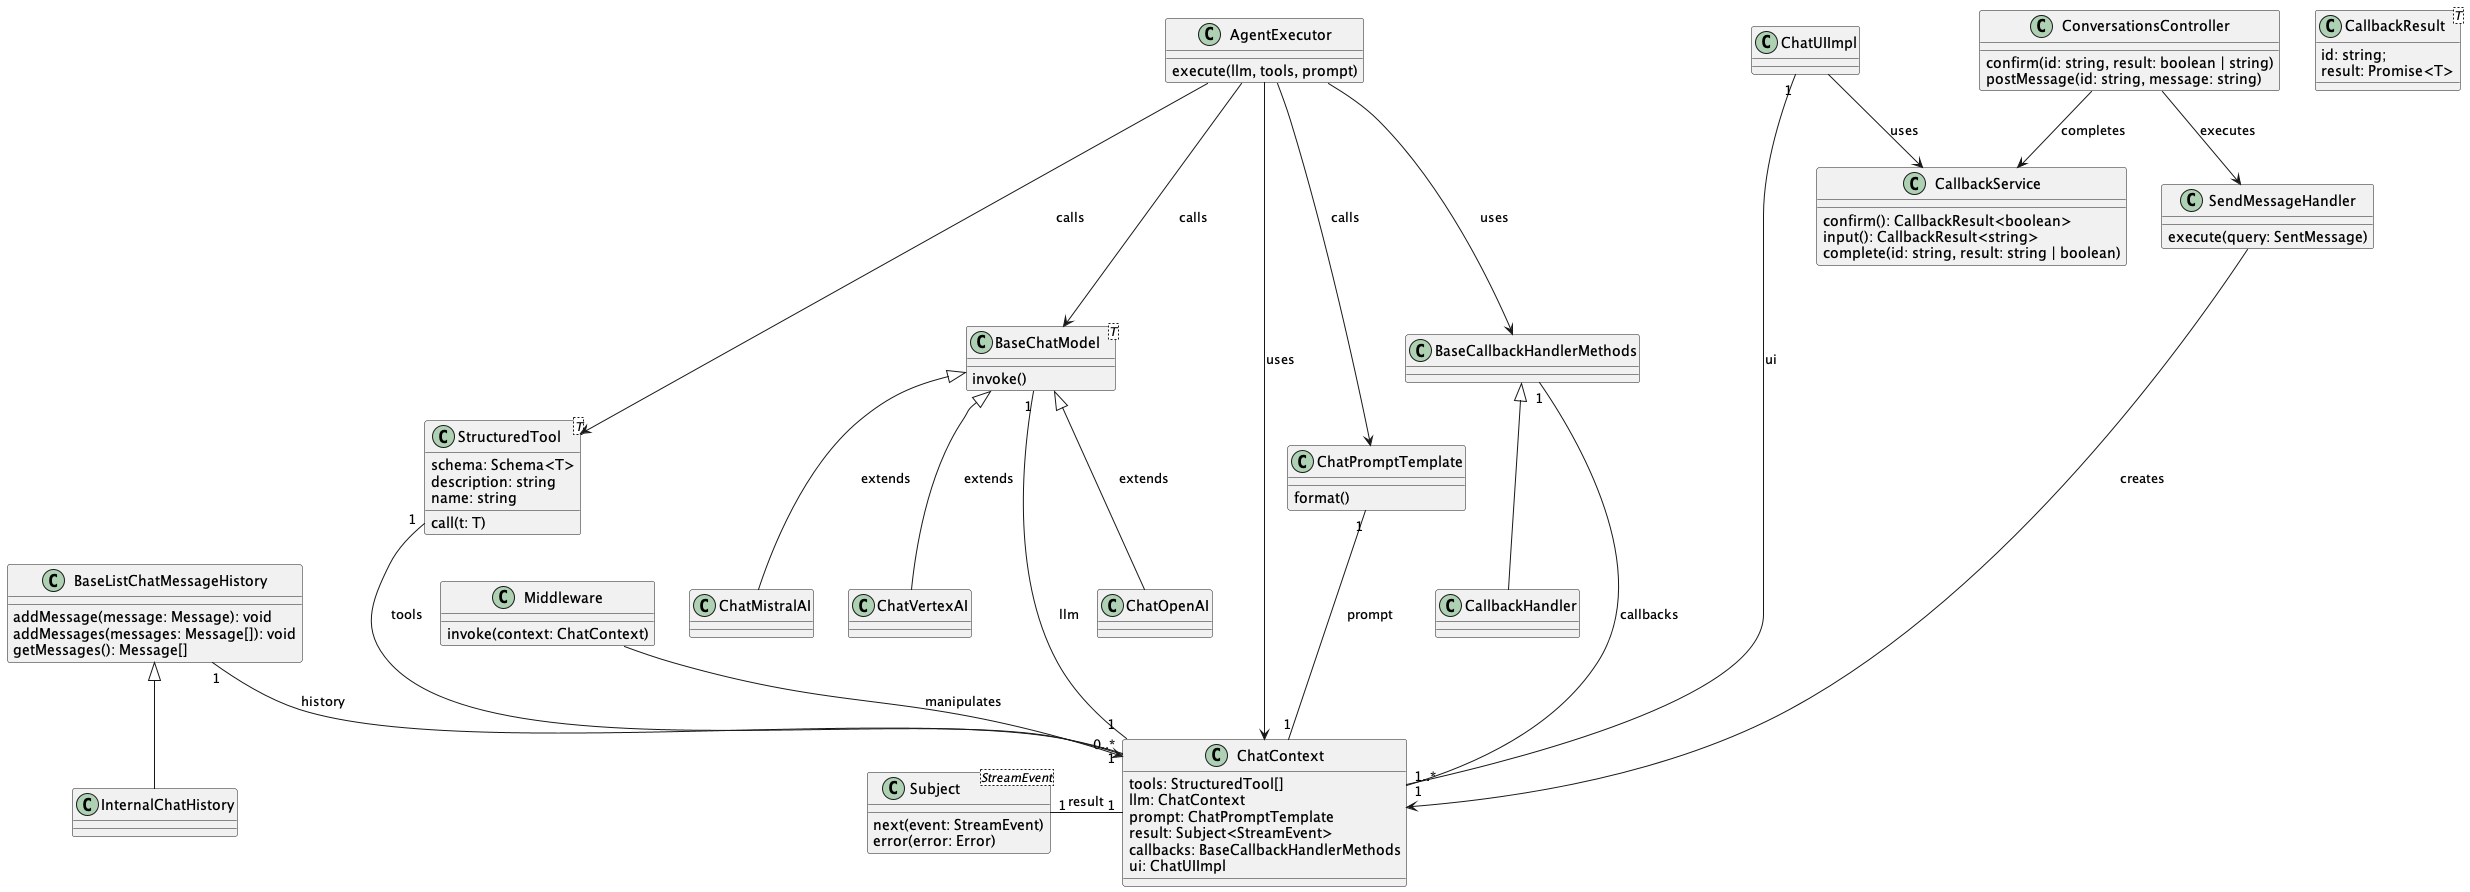 C AgentExecutor
execute(llm, tools, prompt)
C ChatUIImpl
C ConversationsController
confirm(id: string, result: boolean | string)
postMessage(id: string, message: string)
C CallbackResult T
id: string;
result: Promise<T>
1
uses
completes
executes
C CallbackService
confirm(): CallbackResult<boolean>
input(): CallbackResult<string>
complete(id: string, result: string | boolean)
C SendMessageHandler
execute(query: SentMessage)
calls
calls
calls
uses
uses
ui
C BaseChatModel T
invoke()
1
C BaseCallbackHandlerMethods
1
C StructuredTool T
schema: Schema<T>
description: string
name: string
call(t: T)
1
extends
extends
extends
C ChatPromptTemplate
format()
1
creates
C BaseListChatMessageHistory
addMessage(message: Message): void
addMessages(messages: Message[]): void
getMessages(): Message[]
1
tools
C Middleware
invoke(context: ChatContext)
C ChatMistralAI
C ChatVertexAI
llm
C ChatOpenAI
prompt
C CallbackHandler
callbacks
history
manipulates
1
0..*
1
1
1..*
1
C InternalChatHistory
C Subject StreamEvent
next(event: StreamEvent)
error(error: Error)
1 result 1
C ChatContext
tools: StructuredTool[]
llm: ChatContext
prompt: ChatPromptTemplate
result: Subject<StreamEvent>
callbacks: BaseCallbackHandlerMethods
ui: ChatUIImpl